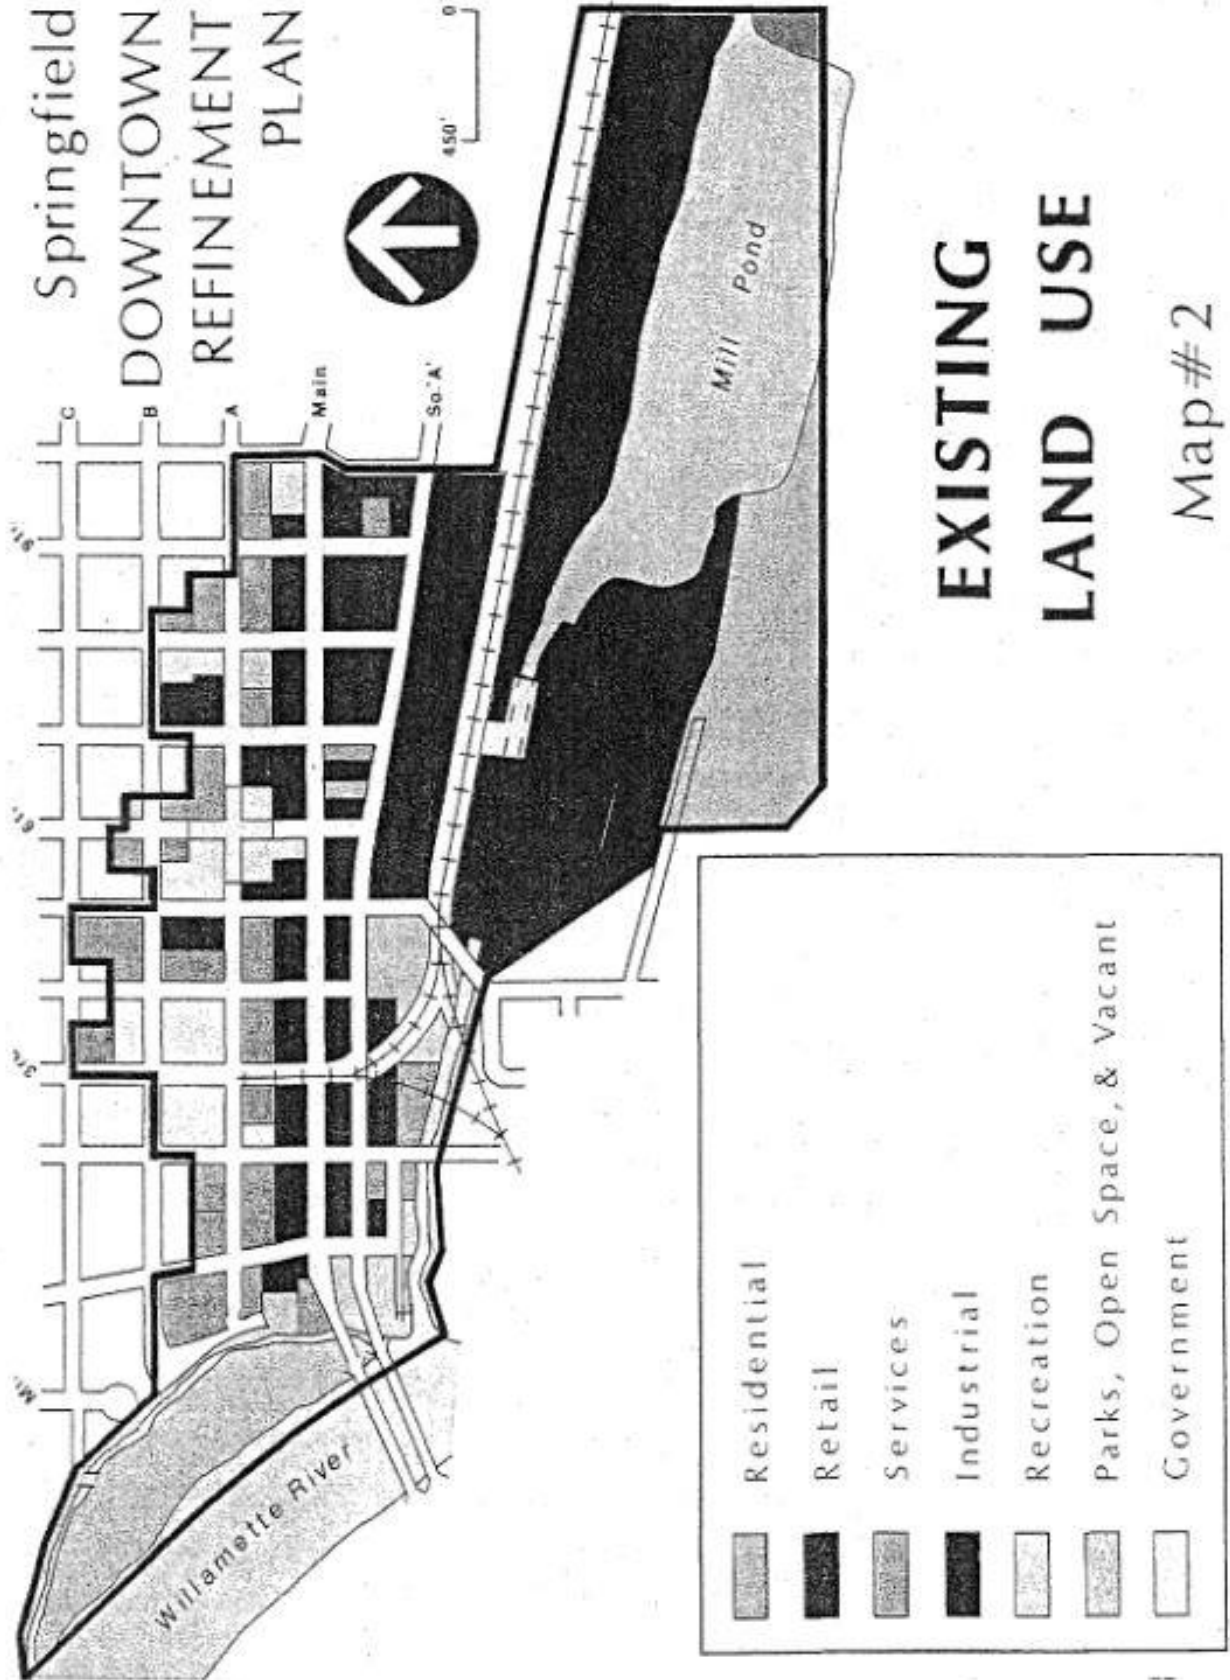 Springfield
DOWNTOWN
REFINEMENT
PLAN
0
450'
C
B
A
Main
So. 'A'
Mill Pond
Willamette River
EXISTING
LAND USE
Map #2
Residential
Retail
Services
Industrial
Recreation
Parks, Open Space, & Vacant
Government